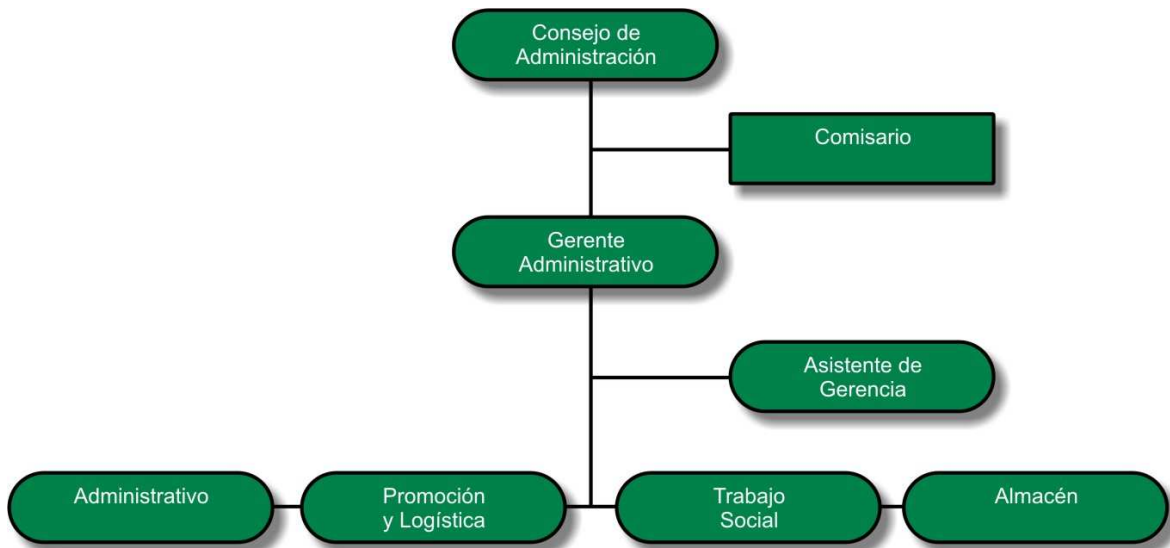 Consejo de
Administración
Comisario
Gerente
Administrativo
Asistente de
Gerencia
Administrativo
Promoción
y Logística
Trabajo
Social
Almacén